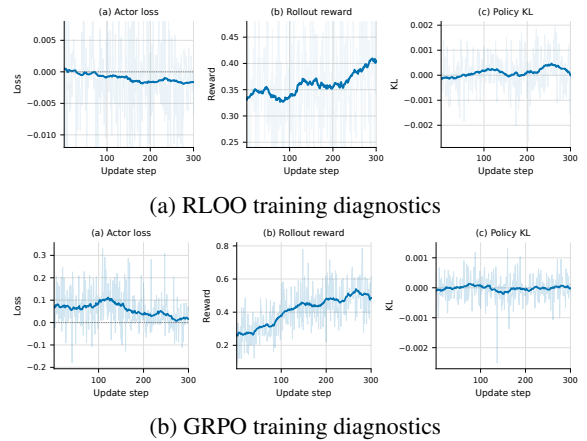 (a) Actor loss
(b) Rollout reward
(c) Policy KL
0.005
0.000
−0.005
−0.010
Loss
100
200
300
Update step
0.45
0.40
0.35
0.30
0.25
Reward
100
200
300
Update step
0.002
0.001
0.000
−0.001
−0.002
KL
100
200
300
Update step
(a) RLOO training diagnostics
(a) Actor loss
(b) Rollout reward
(c) Policy KL
0.3
0.2
0.1
0.0
−0.1
−0.2
Loss
100
200
300
Update step
0.8
0.6
0.4
0.2
Reward
100
200
300
Update step
0.001
0.000
−0.001
−0.002
KL
100
200
300
Update step
(b) GRPO training diagnostics